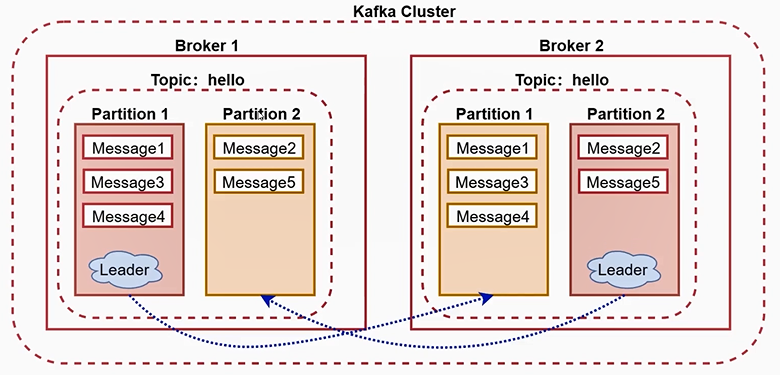 Kafka Cluster
Broker 1
Topic：hello
Partition 1
Message1
Message3
Message4
Leader
Partition 2
Message2
Message5
Broker 2
Topic：hello
Partition 1
Message1
Message3
Message4
Partition 2
Message2
Message5
Leader